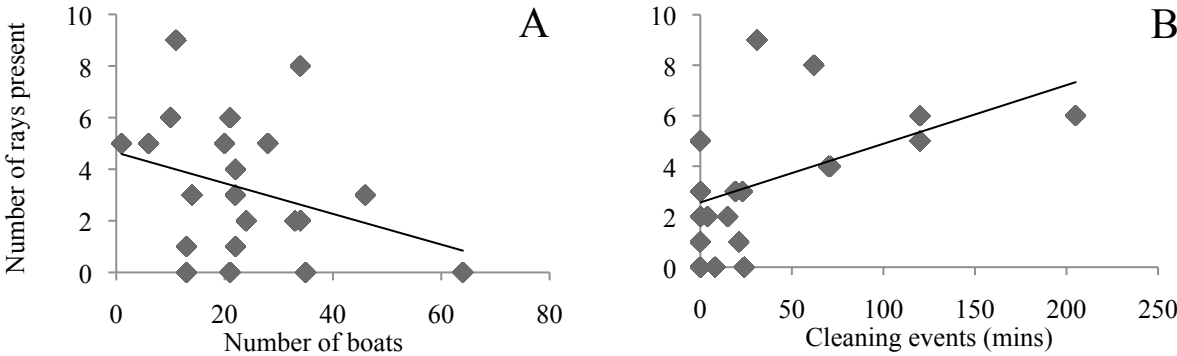 Number of rays present
A
10
8
6
4
2
0
0 20 40 60 80
Number of boats
B
10
8
6
4
2
0
0 50 100 150 200 250
Cleaning events (mins)